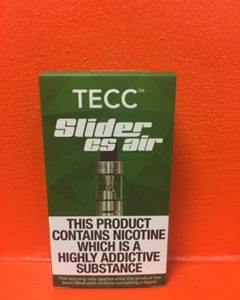 TECC™
Slider
cs air
TECC
THIS PRODUCT
CONTAINS NICOTINE
WHICH IS A
HIGHLY ADDICTIVE
SUBSTANCE
This warning only applies once the product has
been filled with nicotine containing e-liquid